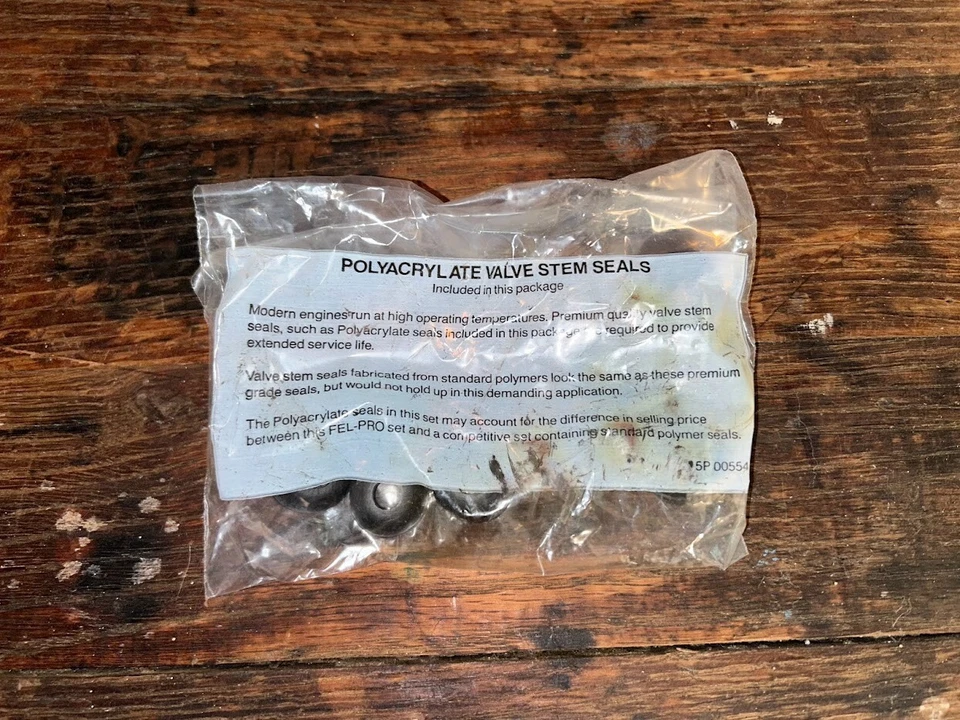 POLYACRYLATE VALVE STEM SEALS
Included in this package
Modern engines run at high operating temperatures. Premium quality valve stem
seals, such as Polyacrylate seals included in this package are required to provide
extended service life.
Valve stem seals fabricated from standard polymers look the same as these premium
grade seals, but would not hold up in this demanding application.
The Polyacrylate seals in this set may account for the difference in selling price
between this FEL-PRO set and a competitive set containing standard polymer seals.
5P 00554